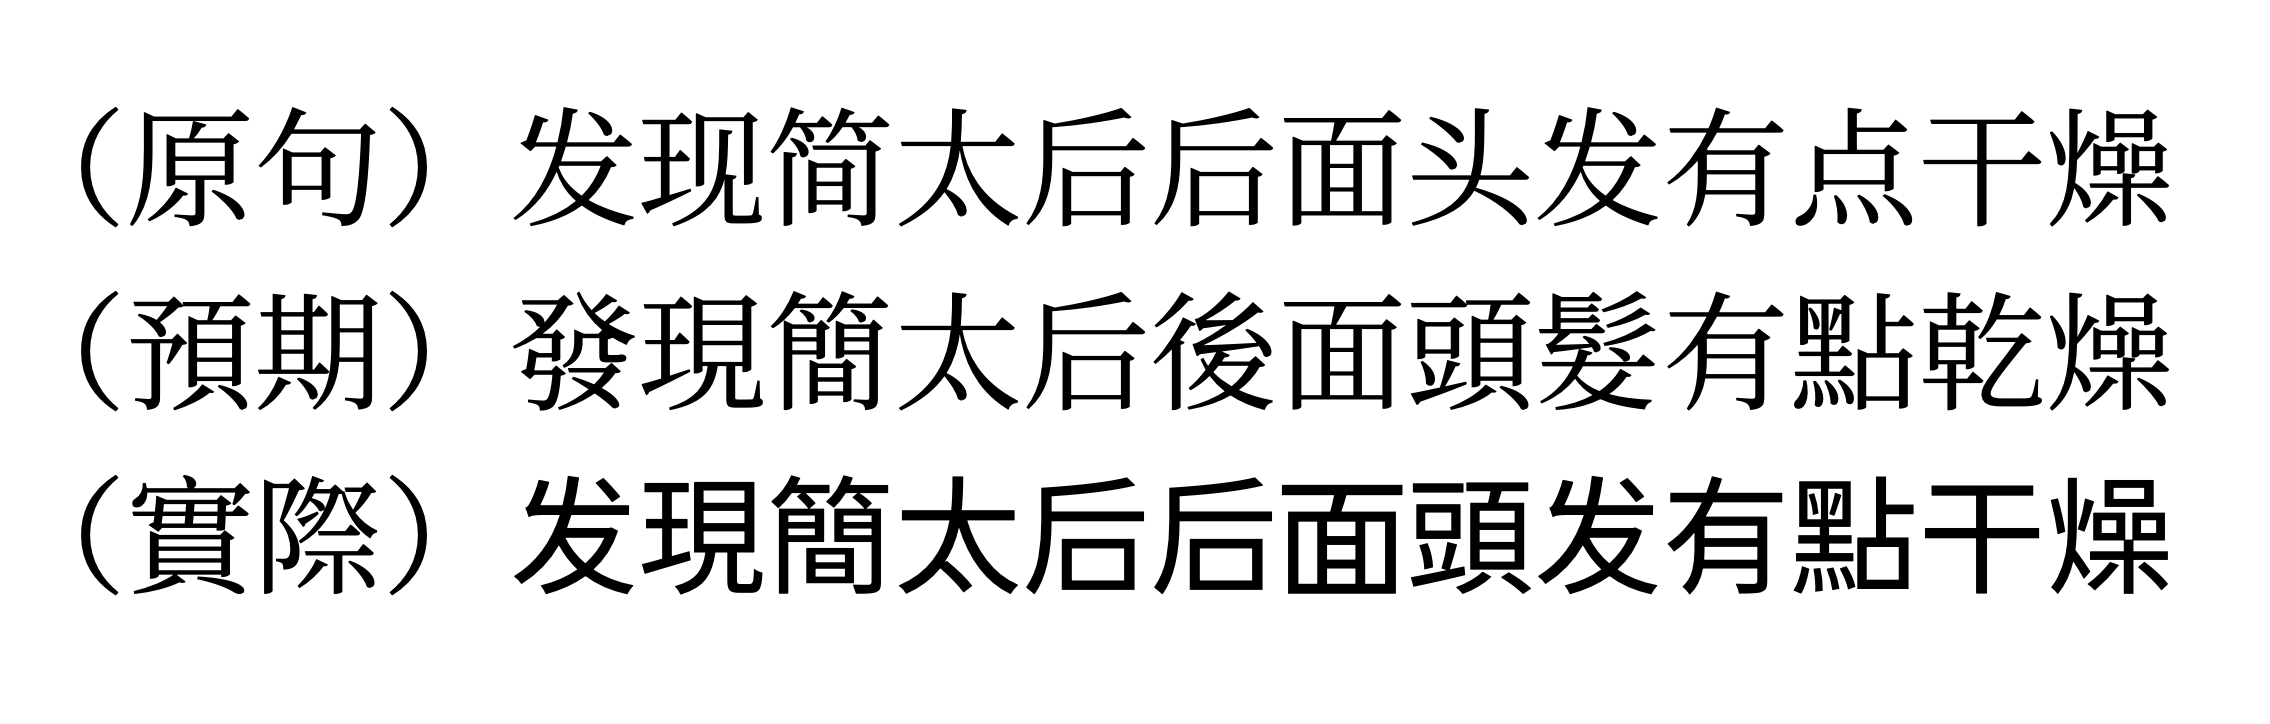 （原句）发现简太后后面头发有点干燥
（預期）發現簡太后後面頭髮有點乾燥
（實際）发現簡太后后面頭发有點干燥